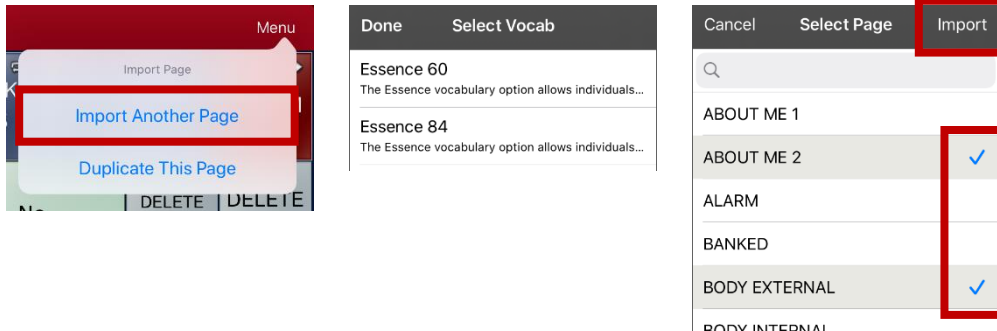 Menu
Import Page
Import Another Page
Duplicate This Page
No
DELETE DELETE
Done Select Vocab
Essence 60
The Essence vocabulary option allows individuals...
Essence 84
The Essence vocabulary option allows individuals...
Cancel Select Page Import
ABOUT ME 1
ABOUT ME 2
ALARM
BANKED
BODY EXTERNAL
BODY INTERNAL